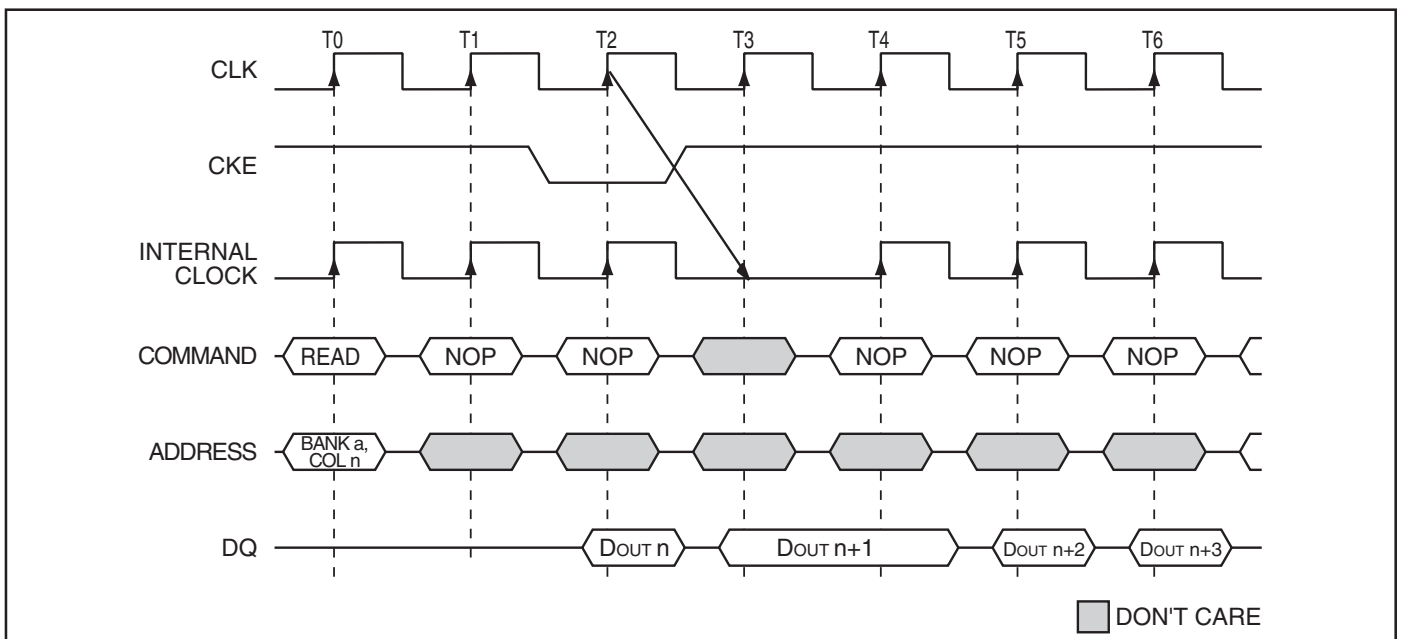 T0 T1 T2 T3 T4 T5 T6
CLK
CKE
INTERNAL
CLOCK
COMMAND READ NOP NOP NOP NOP NOP
ADDRESS BANK a,
COL n
DQ DOUT n DOUT n+1 DOUT n+2 DOUT n+3
DON'T CARE